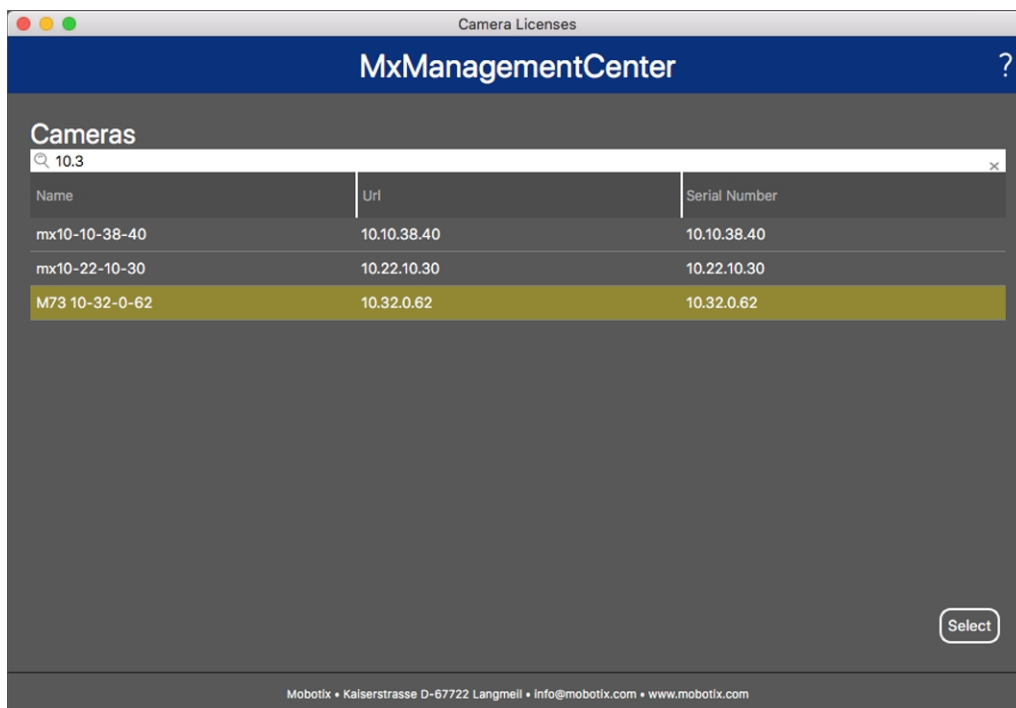 Camera Licenses
MxManagementCenter ?
Cameras
10.3
Name Url Serial Number
mx10-10-38-40 10.10.38.40 10.10.38.40
mx10-22-10-30 10.22.10.30 10.22.10.30
M73 10-32-0-62 10.32.0.62 10.32.0.62
Select
Mobotix • Kaiserstrasse D-67722 Langmeil • info@mobotix.com • www.mobotix.com